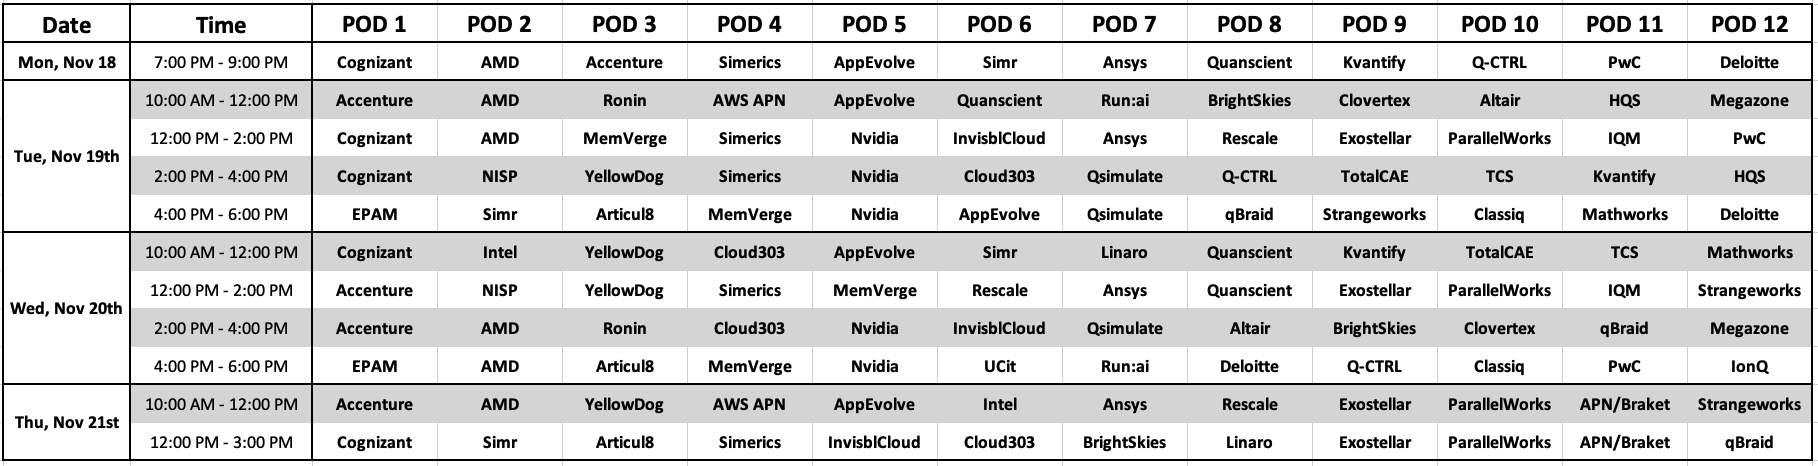 Date Time POD 1 POD 2 POD 3 POD 4 POD 5 POD 6 POD 7 POD 8 POD 9 POD 10 POD 11 POD 12
Mon, Nov 18 7:00 PM - 9:00 PM Cognizant AMD Accenture Simerics AppEvolve Simr Ansys Quanscient Kvantify Q-CTRL PwC Deloitte
10:00 AM - 12:00 PM Accenture AMD Ronin AWS APN AppEvolve Quanscient Run:ai BrightSkies Clovertex Altair HQS Megazone
12:00 PM - 2:00 PM Cognizant AMD MemVerge Simerics Nvidia InvisblCloud Ansys Rescale Exostellar ParallelWorks IQM PwC
Tue, Nov 19th
2:00 PM - 4:00 PM Cognizant NISP YellowDog Simerics Nvidia Cloud303 Qsimulate Q-CTRL TotalCAE TCS Kvantify HQS
4:00 PM - 6:00 PM EPAM Simr Articul8 MemVerge Nvidia AppEvolve Qsimulate qBraid Strangeworks Classiq Mathworks Deloitte
10:00 AM - 12:00 PM Cognizant Intel YellowDog Cloud303 AppEvolve Simr Linaro Quanscient Kvantify TotalCAE TCS Mathworks
12:00 PM - 2:00 PM Accenture NISP YellowDog Simerics MemVerge Rescale Ansys Quanscient Exostellar ParallelWorks IQM Strangeworks
Wed, Nov 20th
2:00 PM - 4:00 PM Accenture AMD Ronin Cloud303 Nvidia InvisblCloud Qsimulate Altair BrightSkies Clovertex qBraid Megazone
4:00 PM - 6:00 PM EPAM AMD Articul8 MemVerge Nvidia UCit Run:ai Deloitte Q-CTRL Classiq PwC IonQ
10:00 AM - 12:00 PM Accenture AMD YellowDog AWS APN AppEvolve Intel Ansys Rescale Exostellar ParallelWorks APN/Braket Strangeworks
Thu, Nov 21st
12:00 PM - 3:00 PM Cognizant Simr Articul8 Simerics InvisblCloud Cloud303 BrightSkies Linaro Exostellar ParallelWorks APN/Braket qBraid